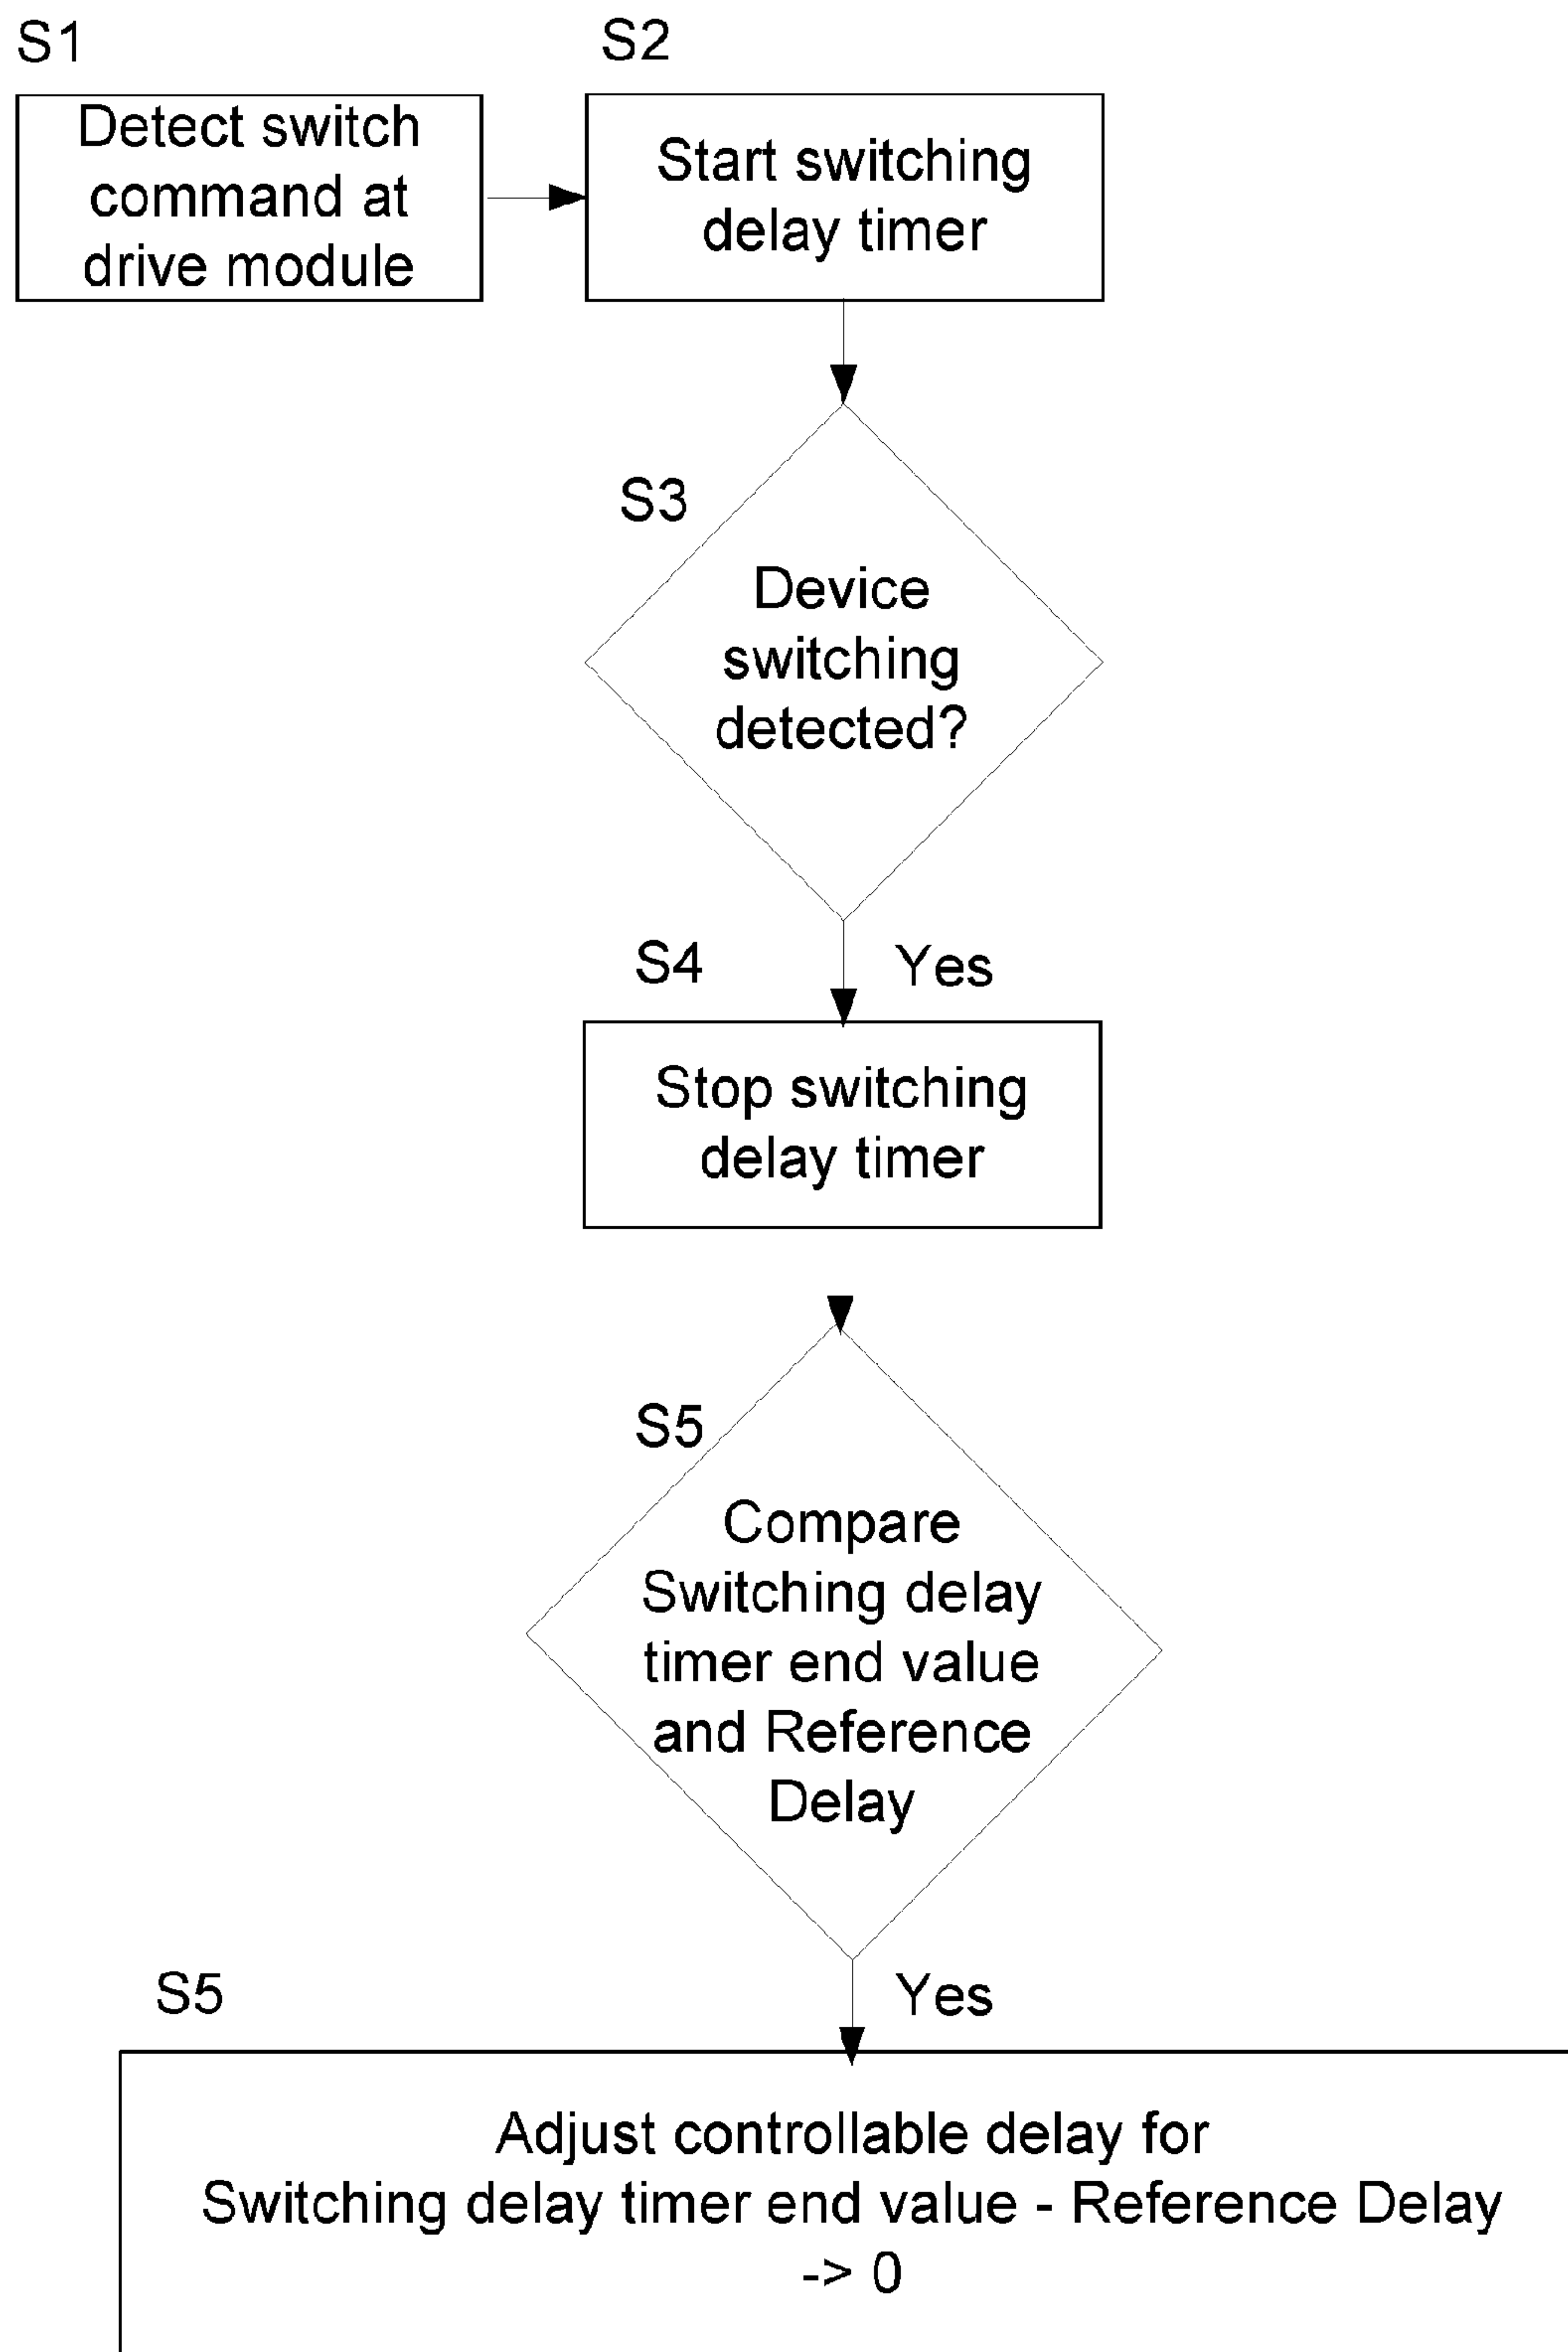 S1
Detect switch
command at
drive module
S2
Start switching
delay timer
S3
Device
switching
detected?
S4
Yes
Stop switching
delay timer
S5
Compare
Switching delay
timer end value
and Reference
Delay
S5
Yes
Adjust controllable delay for
Switching delay timer end value - Reference Delay
-> 0